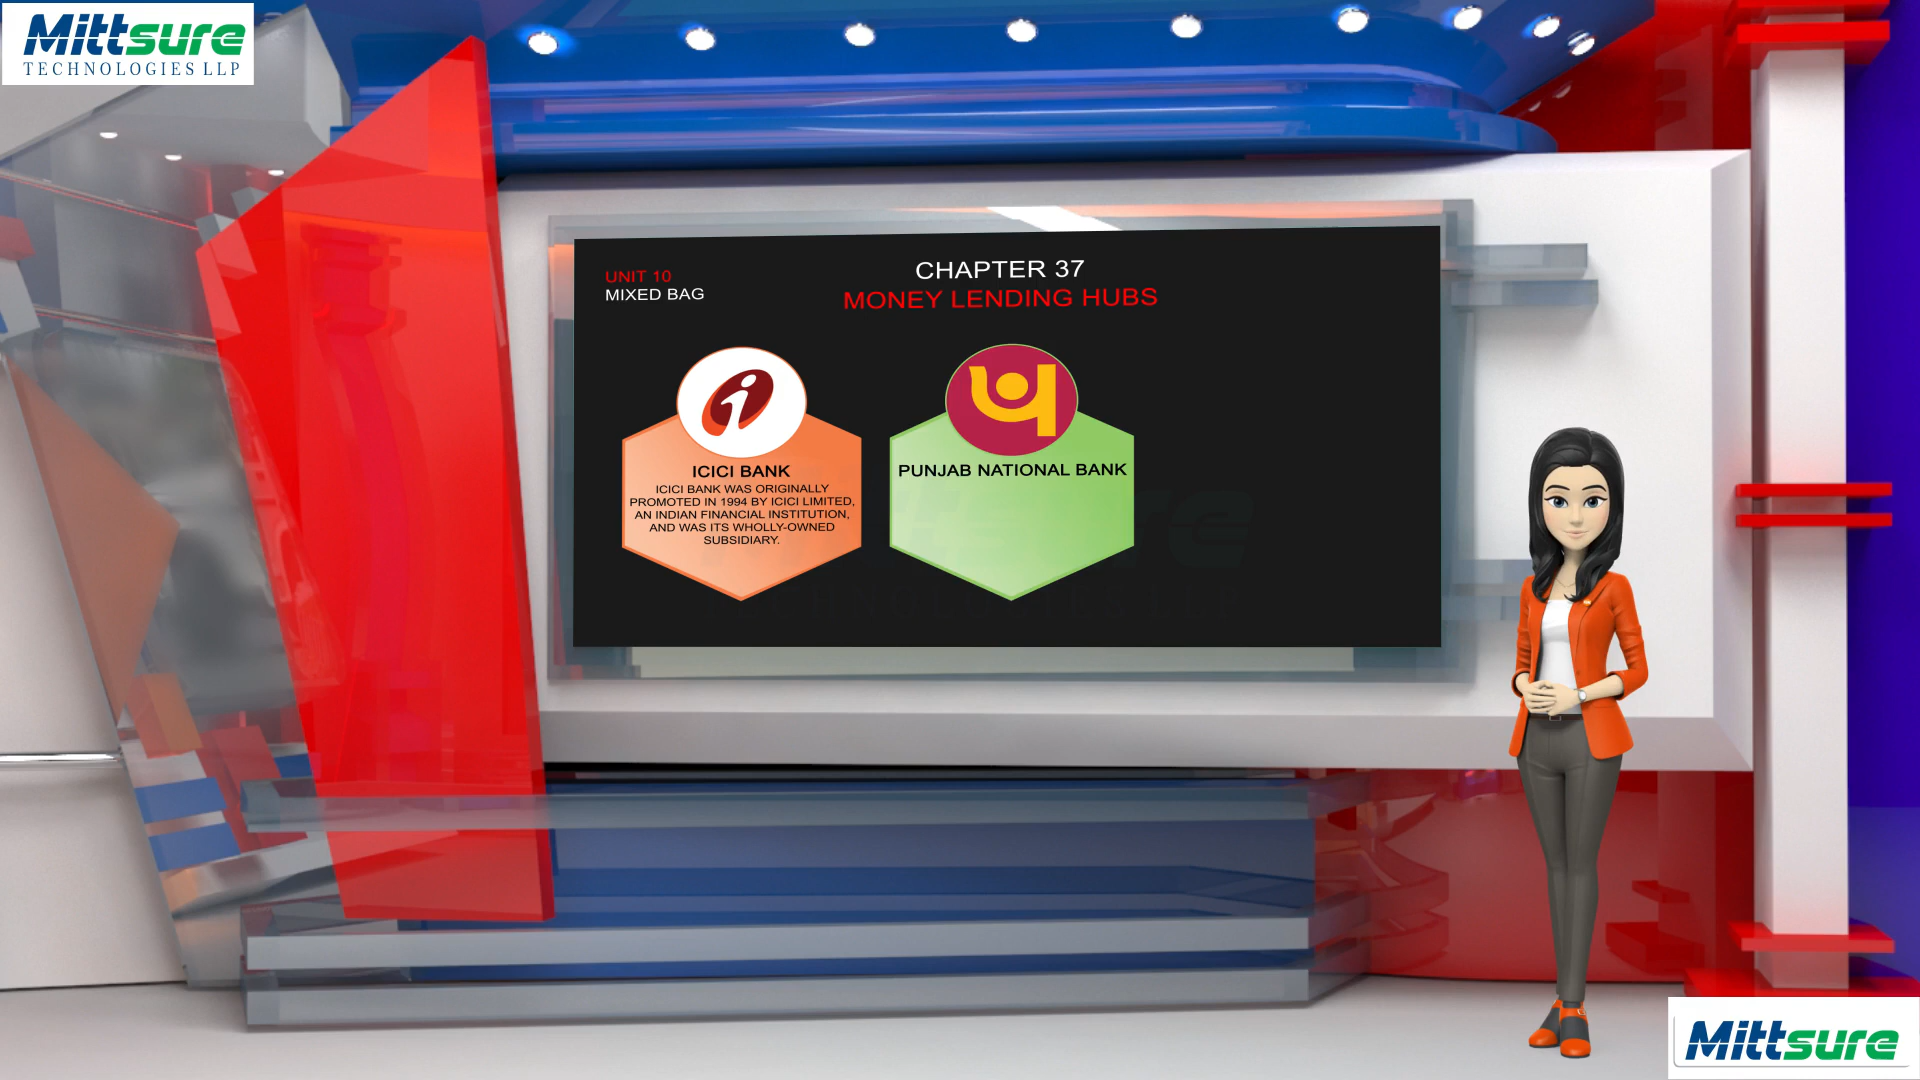 Mittsure
TECHNOLOGIES LLP
UNIT 10
MIXED BAG
CHAPTER 37
MONEY LENDING HUBS
ICICI BANK
ICICI BANK WAS ORIGINALLY
PROMOTED IN 1994 BY ICICI LIMITED,
AN INDIAN FINANCIAL INSTITUTION,
AND WAS ITS WHOLLY-OWNED
SUBSIDIARY.
PUNJAB NATIONAL BANK
Mittsure